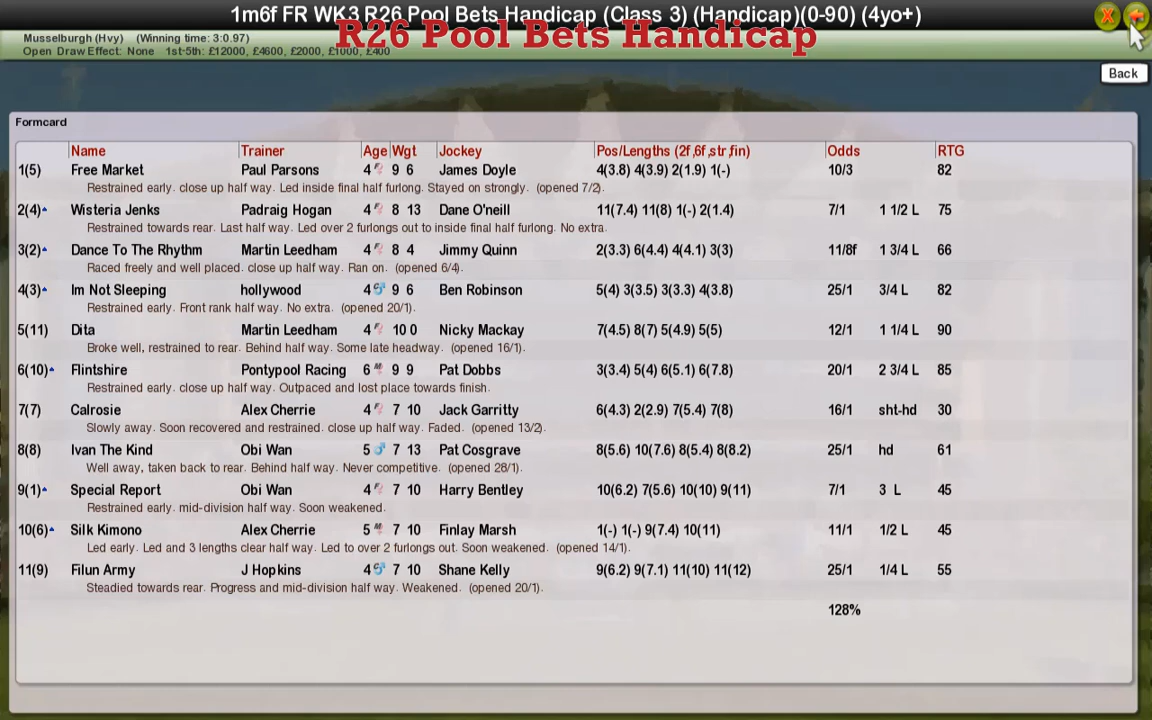 1m6f FR WK3 R26 Pool Bets Handicap (Class 3) (Handicap)(0-90) (4yo+)
R26 Pool Bets Handicap
Musselburgh (Hvy) (Winning time: 3:0.97)
Open Draw Effect: None 1st-5th: £12000, £4600, £2000, £1000, £400
X
Back
Formcard
Name Trainer Age Wgt Jockey Pos/Lengths (2f,6f,str,fin) Odds RTG
1(5) Free Market Paul Parsons 4 9 6 James Doyle 4(3.8) 4(3.9) 2(1.9) 1(-) 10/3 82
Restrained early. close up half way. Led inside final half furlong. Stayed on strongly. (opened 7/2).
2(4) Wisteria Jenks Padraig Hogan 4 8 13 Dane O'neill 11(7.4) 11(8) 1(-) 2(1.4) 7/1 1 1/2 L 75
Restrained towards rear. Last half way. Led over 2 furlongs out to inside final half furlong. No extra.
3(2) Dance To The Rhythm Martin Leedham 4 8 4 Jimmy Quinn 2(3.3) 6(4.4) 4(4.1) 3(3) 11/8f 1 3/4 L 66
Raced freely and well placed. close up half way. Ran on. (opened 6/4).
4(3) Im Not Sleeping hollywood 4 9 6 Ben Robinson 5(4) 3(3.5) 3(3.3) 4(3.8) 25/1 3/4 L 82
Restrained early. Front rank half way. No extra. (opened 20/1).
5(11) Dita Martin Leedham 4 10 0 Nicky Mackay 7(4.5) 8(7) 5(4.9) 5(5) 12/1 1 1/4 L 90
Broke well, restrained to rear. Behind half way. Some late headway. (opened 16/1).
6(10) Flintshire Pontypool Racing 6 9 9 Pat Dobbs 3(3.4) 5(4) 6(5.1) 6(7.8) 20/1 2 3/4 L 85
Restrained early. close up half way. Outpaced and lost place towards finish.
7(7) Calrosie Alex Cherrie 4 7 10 Jack Garritty 6(4.3) 2(2.9) 7(5.4) 7(8) 16/1 sht-hd 30
Slowly away. Soon recovered and restrained. close up half way. Faded. (opened 13/2).
8(8) Ivan The Kind Obi Wan 5 7 13 Pat Cosgrave 8(5.6) 10(7.6) 8(5.4) 8(8.2) 25/1 hd 61
Well away, taken back to rear. Behind half way. Never competitive. (opened 28/1).
9(1) Special Report Obi Wan 4 7 10 Harry Bentley 10(6.2) 7(5.6) 10(10) 9(11) 7/1 3 L 45
Restrained early. mid-division half way. Soon weakened.
10(6) Silk Kimono Alex Cherrie 5 7 10 Finlay Marsh 1(-) 1(-) 9(7.4) 10(11) 11/1 1/2 L 45
Led early. Led and 3 lengths clear half way. Led to over 2 furlongs out. Soon weakened. (opened 14/1).
11(9) Filun Army J Hopkins 4 7 10 Shane Kelly 9(6.2) 9(7.1) 11(10) 11(12) 25/1 1/4 L 55
Steadied towards rear. Progress and mid-division half way. Weakened. (opened 20/1).
128%